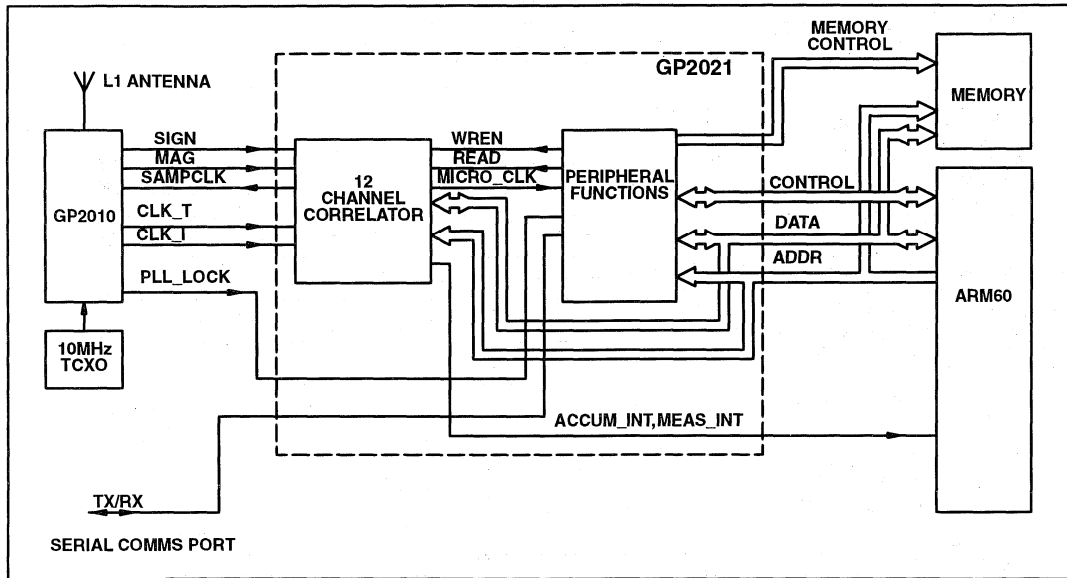 MEMORY
CONTROL
GP2021
L1 ANTENNA
MEMORY
SIGN
MAG
SAMPCLK
CLK_T
CLK_I
PLL_LOCK
GP2010
10MHz
TCXO
12
CHANNEL
CORRELATOR
WREN
READ
MICRO_CLK
PERIPHERAL
FUNCTIONS
CONTROL
DATA
ADDR
ARM60
ACCUM_INT,MEAS_INT
TX/RX
SERIAL COMMS PORT